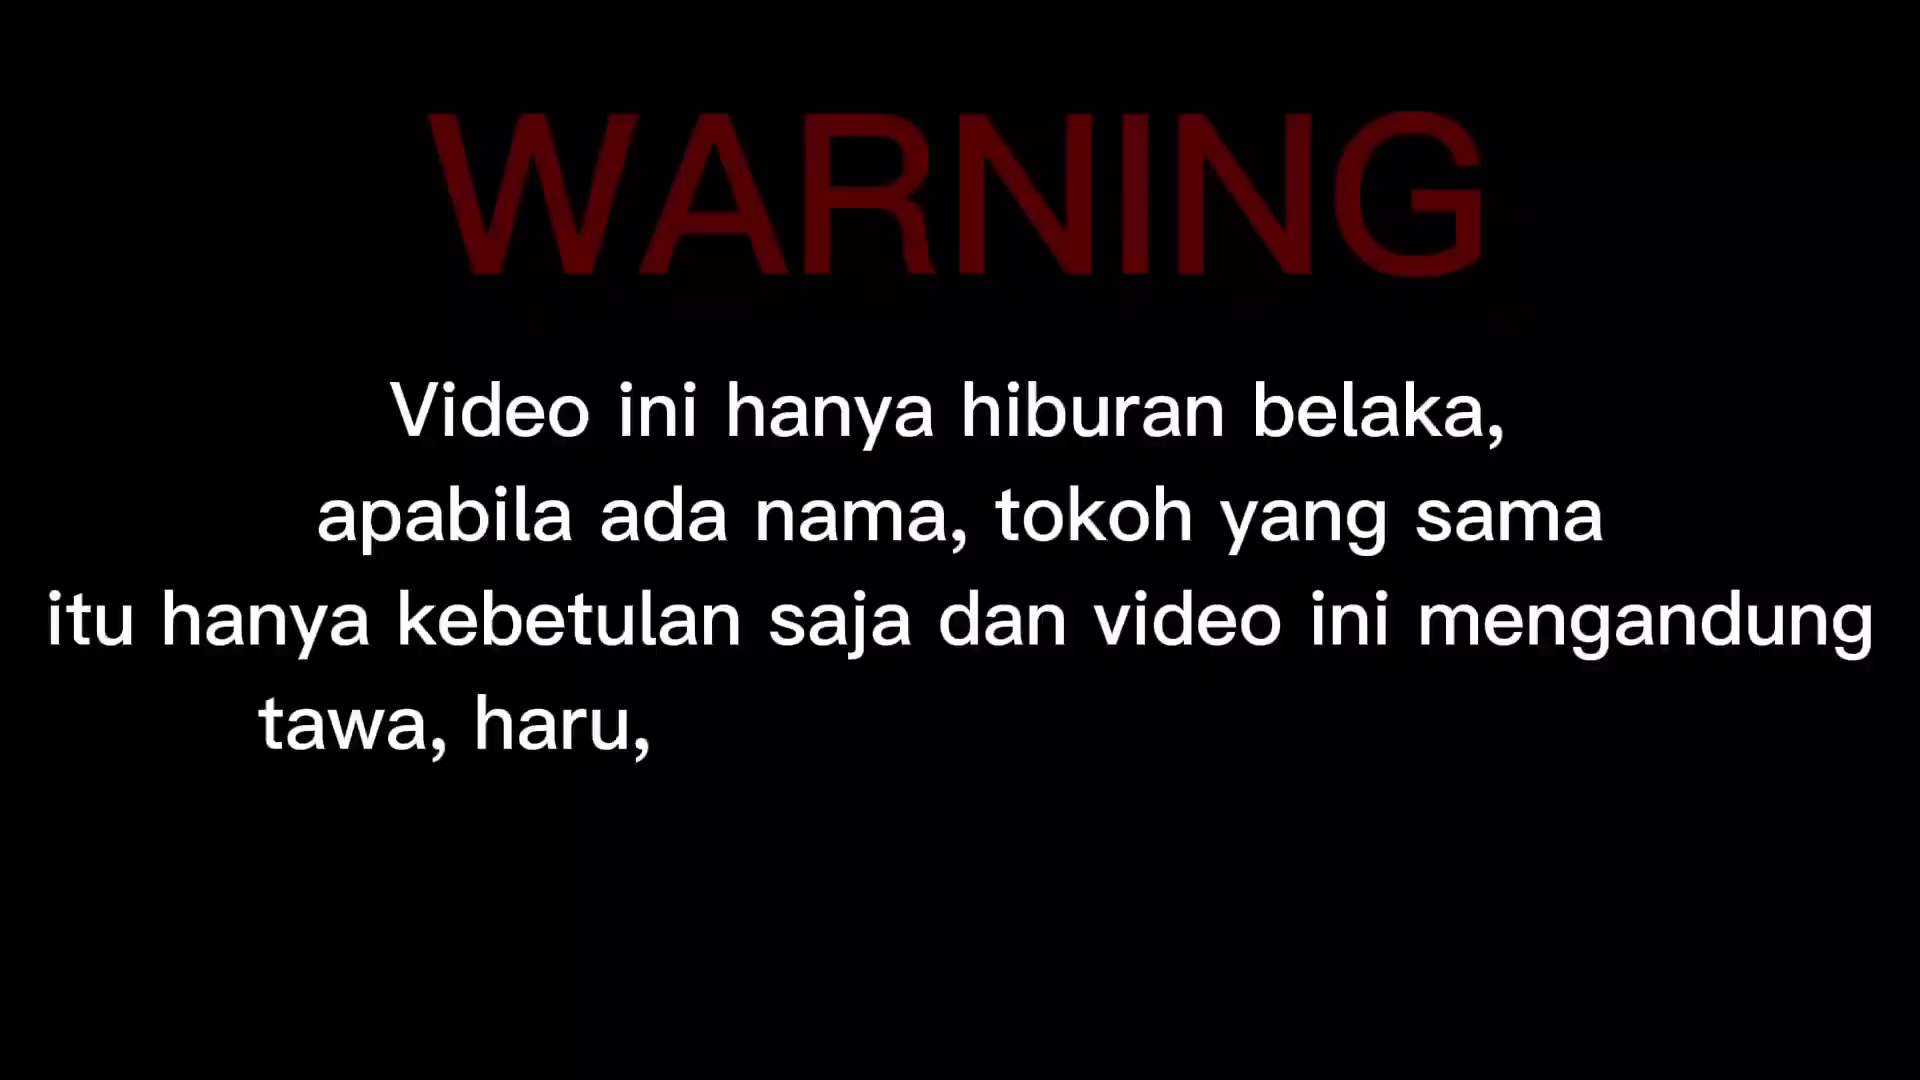 WARNING
Video ini hanya hiburan belaka,
apabila ada nama, tokoh yang sama
itu hanya kebetulan saja dan video ini mengandung
tawa, haru,